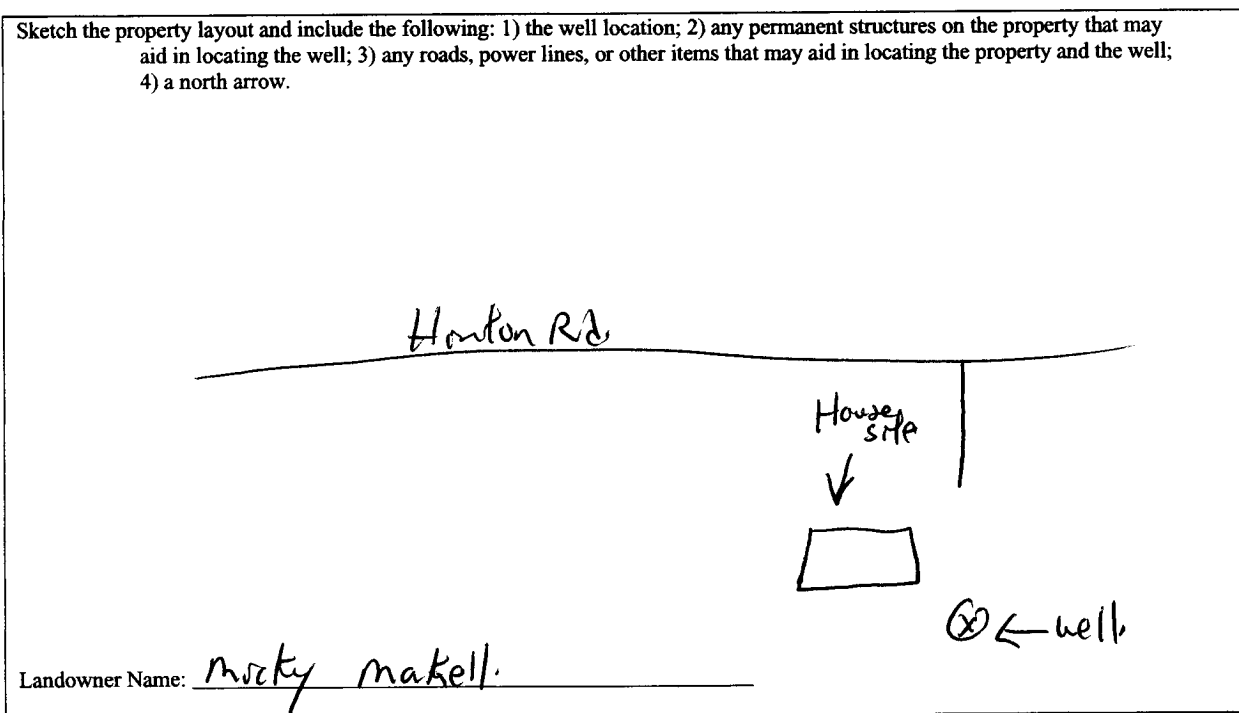 Sketch the property layout and include the following: 1) the well location; 2) any permanent structures on the property that may
aid in locating the well; 3) any roads, power lines, or other items that may aid in locating the property and the well;
4) a north arrow.
Rd.
House
site
X ← well.
Landowner Name: Micky Makell.